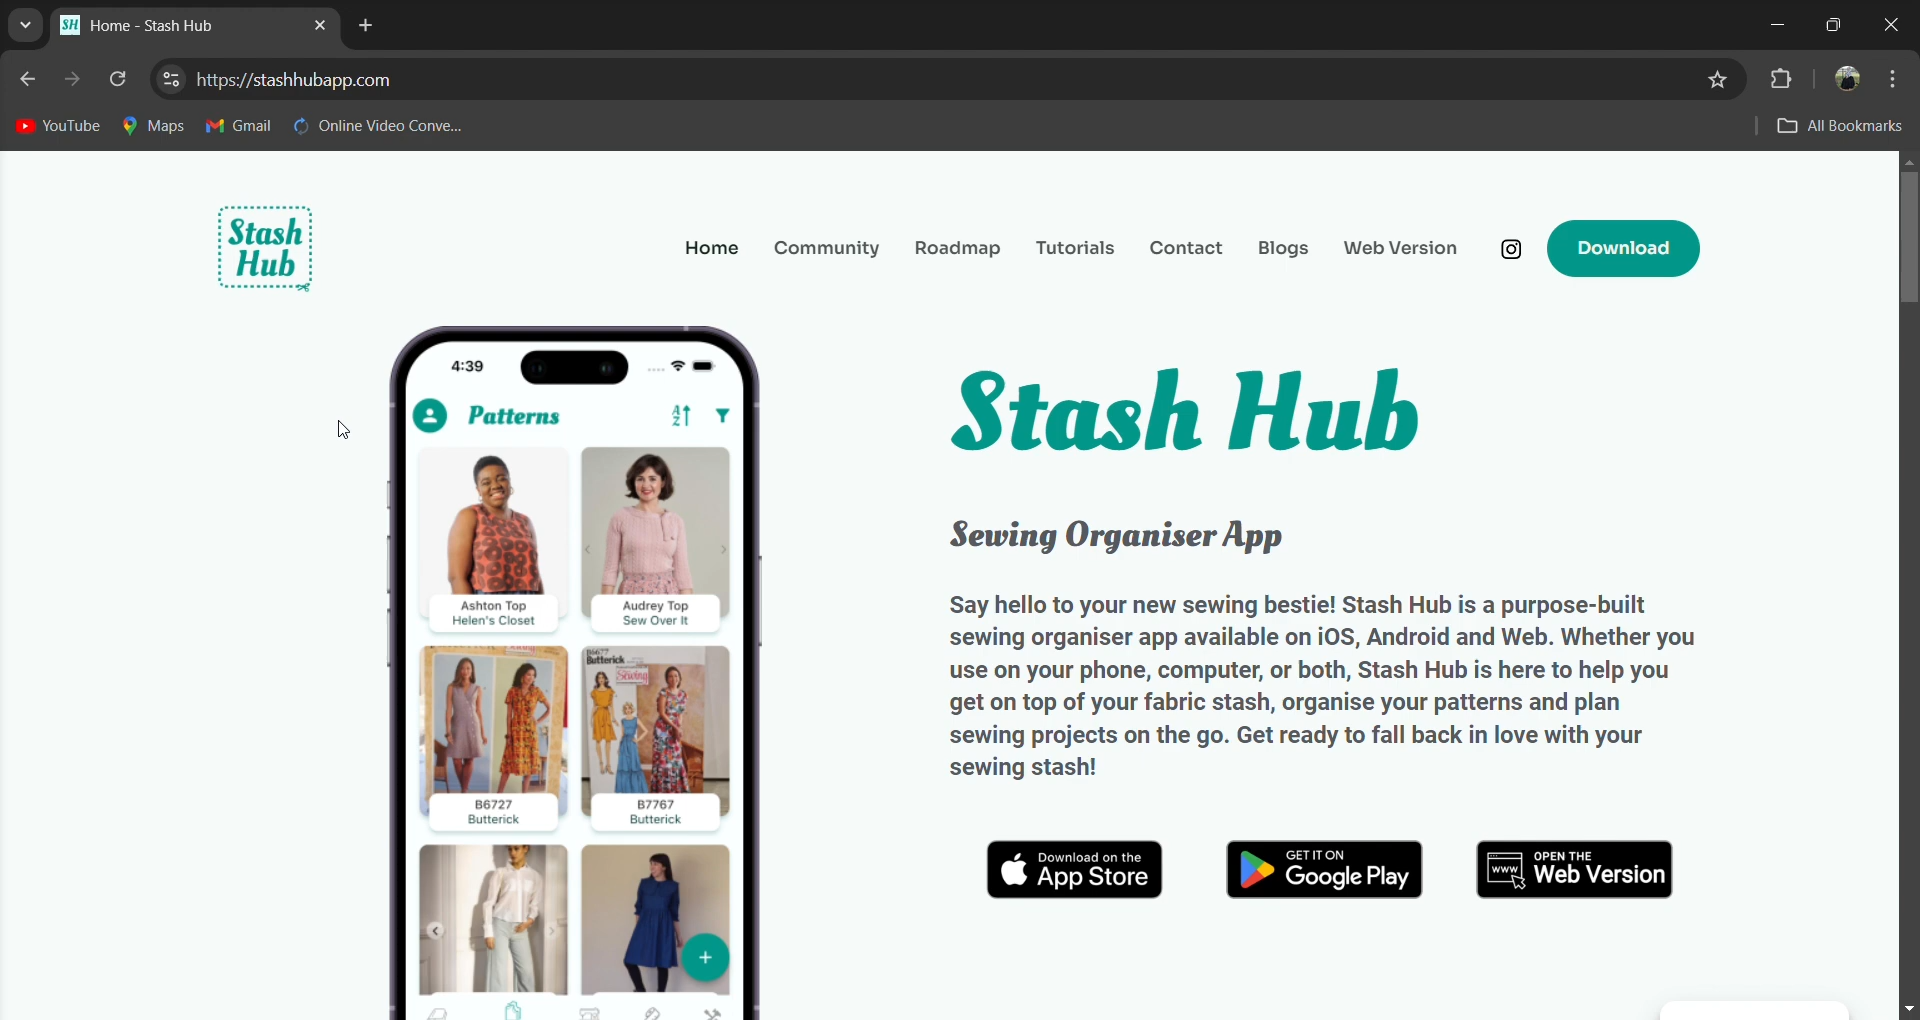 SH Home - Stash Hub
https://stashhubapp.com
YouTube Maps Gmail Online Video Conve... All Bookmarks
Stash
Hub
Home Community Roadmap Tutorials Contact Blogs Web Version Download
4:39
Patterns
A
Z
Ashton Top
Helen's Closet
Audrey Top
Sew Over It
B6727
Butterick
B6677
Butterick
Sewing
B7767
Butterick
Stash Hub
Sewing Organiser App
Say hello to your new sewing bestie! Stash Hub is a purpose-built
sewing organiser app available on iOS, Android and Web. Whether you
use on your phone, computer, or both, Stash Hub is here to help you
get on top of your fabric stash, organise your patterns and plan
sewing projects on the go. Get ready to fall back in love with your
sewing stash!
Download on the
App Store
GET IT ON
Google Play
WWW
OPEN THE
Web Version